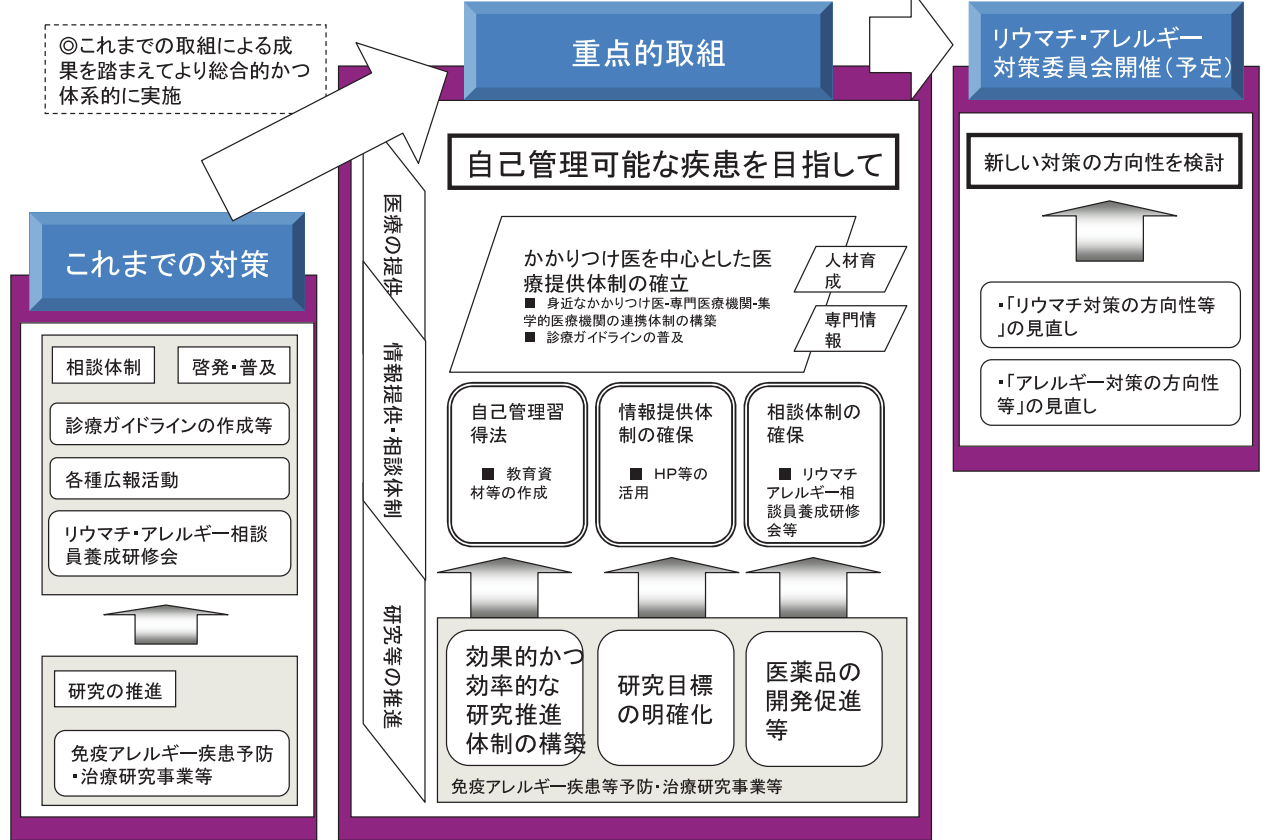 ◎これまでの取組による成
果を踏まえてより総合的かつ
体系的に実施
これまでの対策
相談体制
啓発・普及
診療ガイドラインの作成等
各種広報活動
リウマチ・アレルギー相談
員養成研修会
研究の推進
免疫アレルギー疾患予防
・治療研究事業等
重点的取組
自己管理可能な疾患を目指して
医療の提供
かかりつけ医を中心とした医
療提供体制の確立
■ 身近なかかりつけ医-専門医療機関-集
学的医療機関の連携体制の構築
■ 診療ガイドラインの普及
人材育
成
専門情
報
情報提供・相談体制
自己管理習
得法
■ 教育資
材等の作成
情報提供体
制の確保
■ HP等の
活用
相談体制の
確保
■ リウマチ
アレルギー相
談員養成研修
会等
研究等の推進
効果的かつ
効率的な
研究推進
体制の構築
研究目標
の明確化
医薬品の
開発促進
等
免疫アレルギー疾患等予防・治療研究事業等
リウマチ・アレルギー
対策委員会開催(予定)
新しい対策の方向性を検討
・「リウマチ対策の方向性等
」の見直し
・「アレルギー対策の方向性
等」の見直し